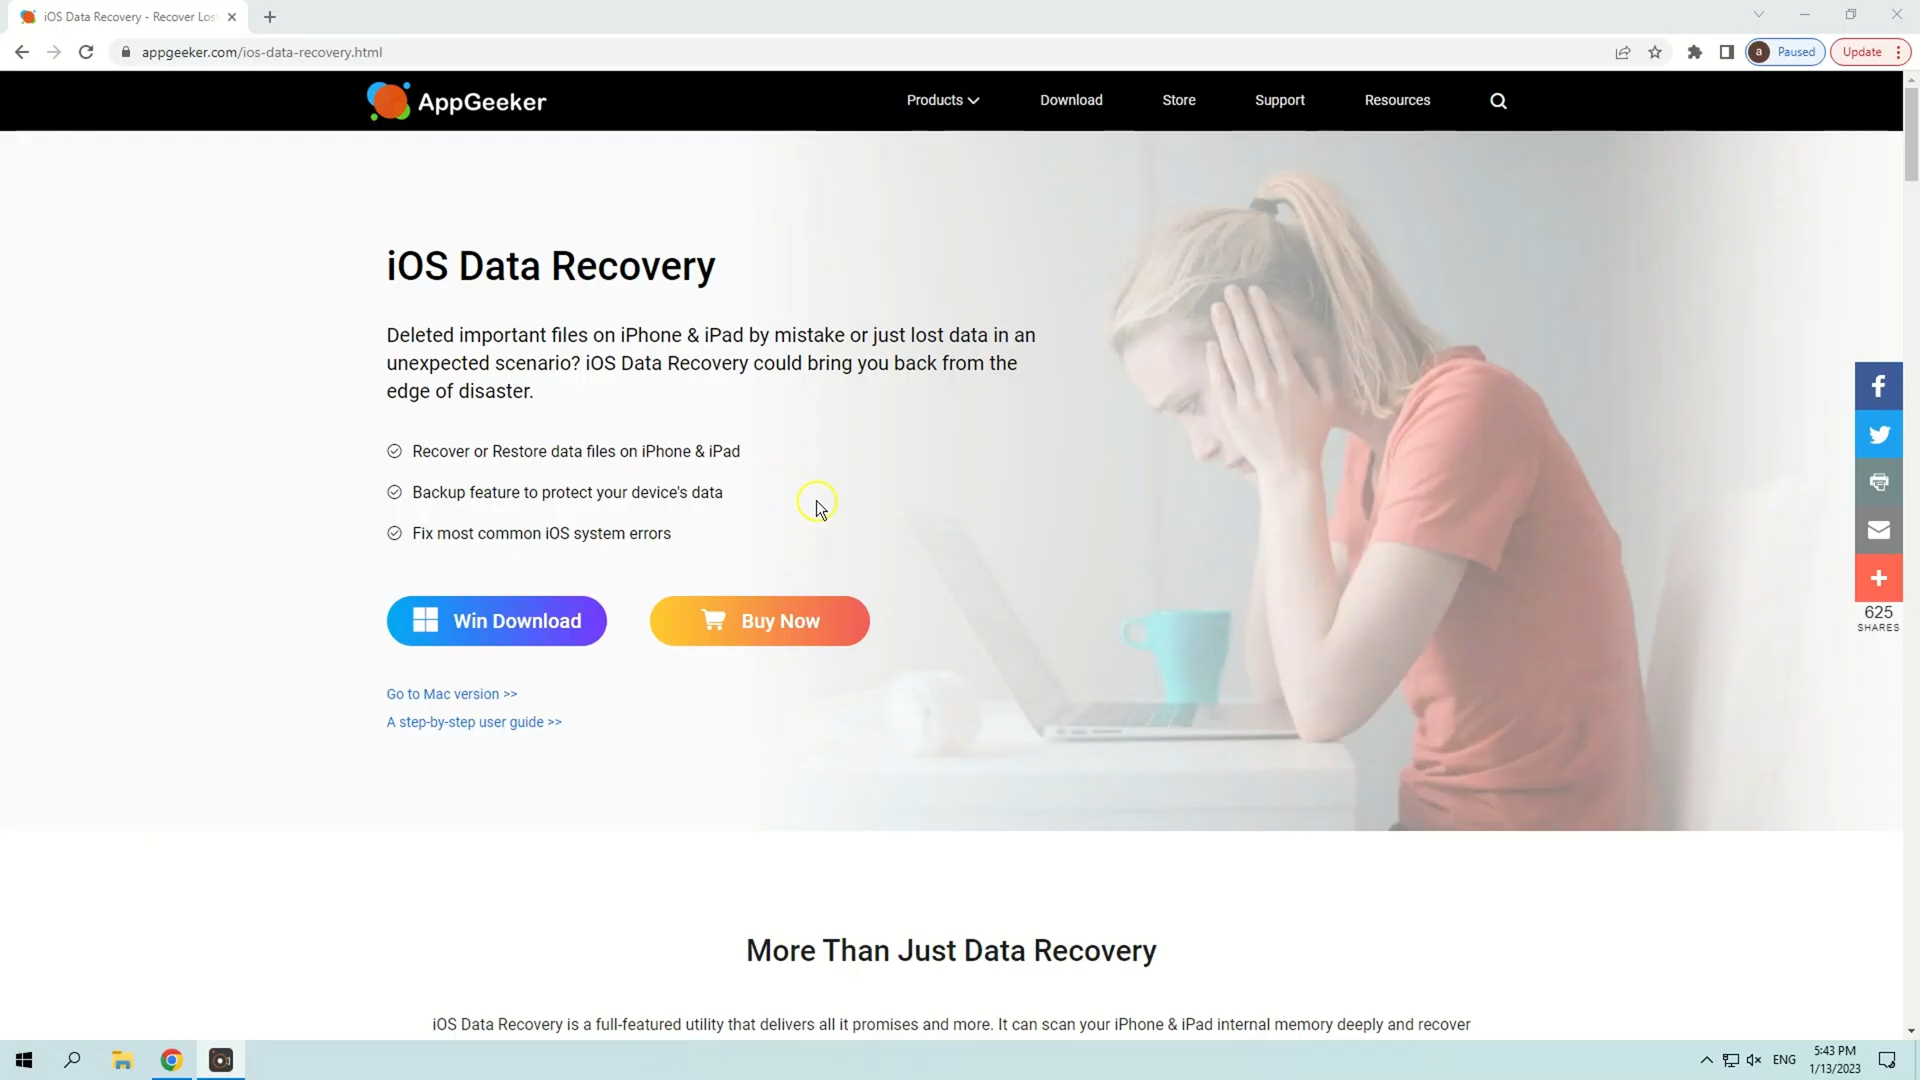 iOS Data Recovery - Recover Lost
appgeeker.com/ios-data-recovery.html
a Paused
Update
AppGeeker
Products
Download
Store
Support
Resources
iOS Data Recovery
Deleted important files on iPhone & iPad by mistake or just lost data in an
unexpected scenario? iOS Data Recovery could bring you back from the
edge of disaster.
Recover or Restore data files on iPhone & iPad
Backup feature to protect your device's data
Fix most common iOS system errors
Win Download
Buy Now
Go to Mac version >>
A step-by-step user guide >>
625
SHARES
More Than Just Data Recovery
iOS Data Recovery is a full-featured utility that delivers all it promises and more. It can scan your iPhone & iPad internal memory deeply and recover
ENG
5:43 PM
1/13/2023